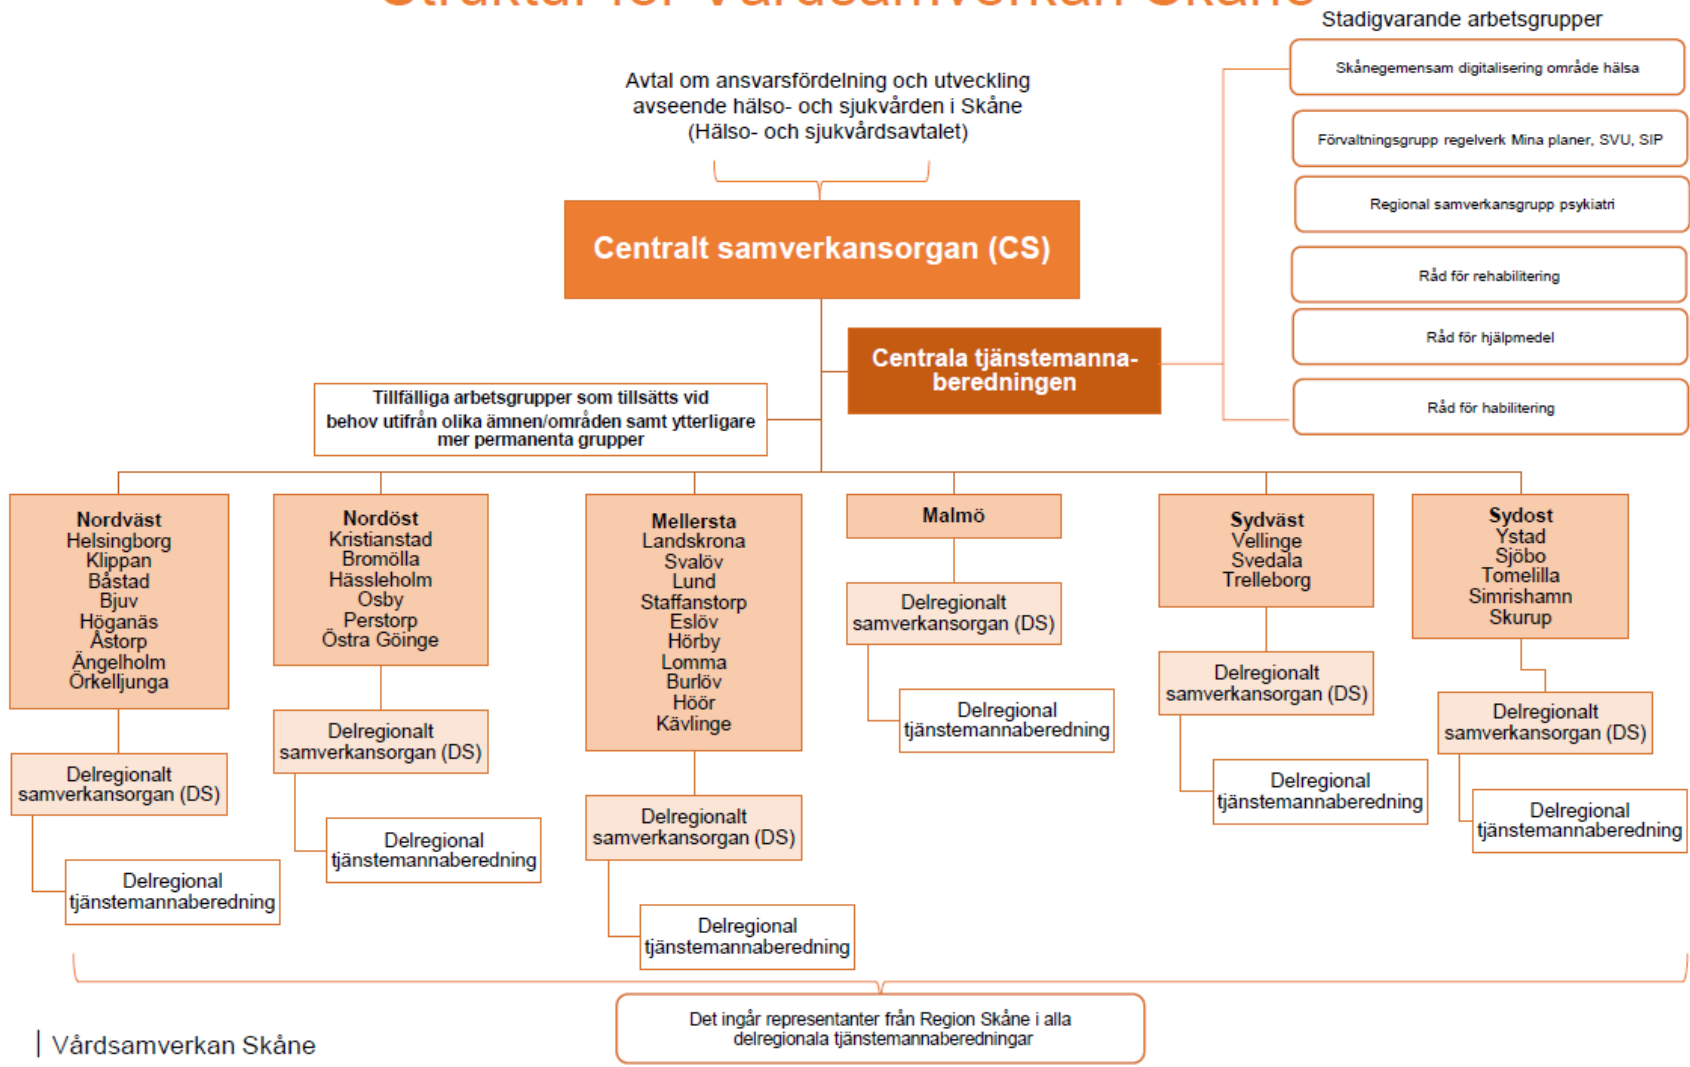 Struktur för Vårdsamverkan Skåne
Stadigvarande arbetsgrupper
Skånegemensam digitalisering område hälsa
Förvaltningsgrupp regelverk Mina planer, SVU, SIP
Regional samverkansgrupp psykiatri
Råd för rehabilitering
Råd för hjälpmedel
Råd för habilitering
Avtal om ansvarsfördelning och utveckling
avseende hälso- och sjukvården i Skåne
(Hälso- och sjukvårdsavtalet)
Centralt samverkansorgan (CS)
Centrala tjänstemanna-
beredningen
Tillfälliga arbetsgrupper som tillsätts vid
behov utifrån olika ämnen/områden samt ytterligare
mer permanenta grupper
Nordväst
Helsingborg
Klippan
Båstad
Bjuv
Höganäs
Åstorp
Ängelholm
Örkelljunga
Delregionalt
samverkansorgan (DS)
Delregional
tjänstemannaberedning
Nordöst
Kristianstad
Bromölla
Hässleholm
Osby
Perstorp
Östra Göinge
Delregionalt
samverkansorgan (DS)
Delregional
tjänstemannaberedning
Mellersta
Landskrona
Svalöv
Lund
Staffanstorp
Eslöv
Hörby
Lomma
Burlöv
Höör
Kävlinge
Delregionalt
samverkansorgan (DS)
Delregional
tjänstemannaberedning
Malmö
Delregionalt
samverkansorgan (DS)
Delregional
tjänstemannaberedning
Sydväst
Vellinge
Svedala
Trelleborg
Delregionalt
samverkansorgan (DS)
Delregional
tjänstemannaberedning
Sydost
Ystad
Sjöbo
Tomelilla
Simrishamn
Skurup
Delregionalt
samverkansorgan (DS)
Delregional
tjänstemannaberedning
Det ingår representanter från Region Skåne i alla
delregionala tjänstemannaberedningar
Vårdsamverkan Skåne